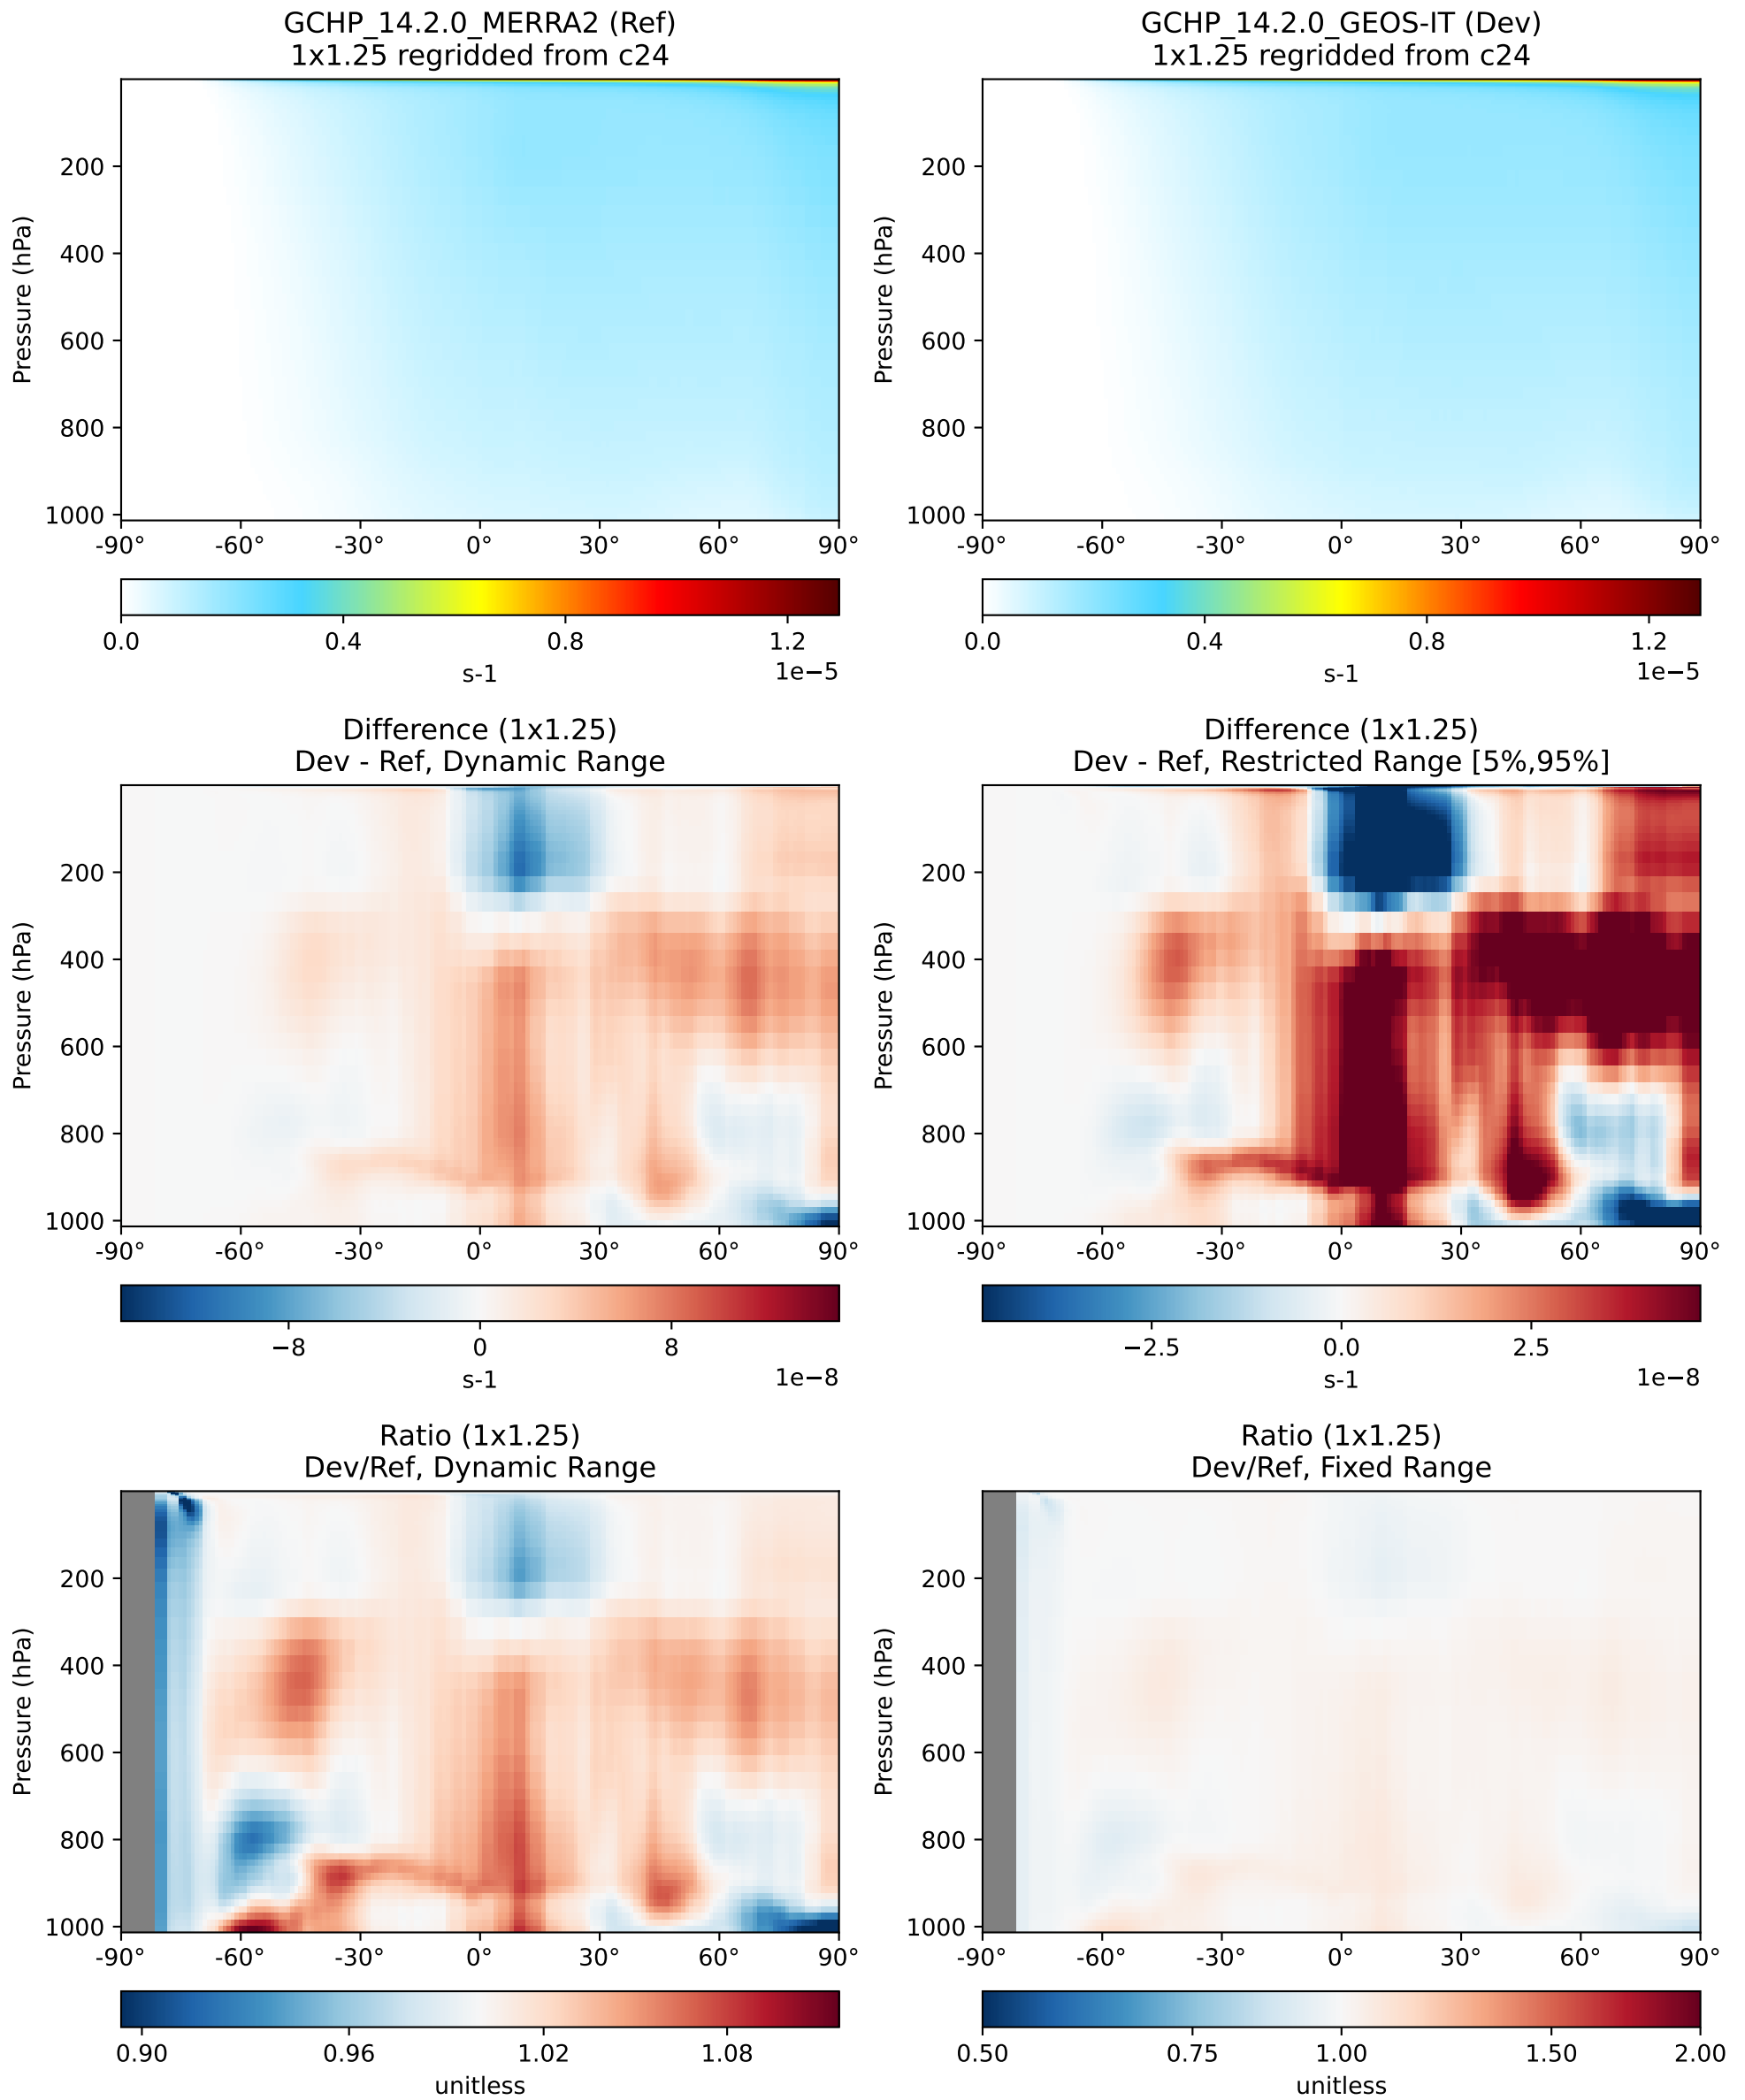 GCHP_14.2.0_MERRA2 (Ref)
1x1.25 regridded from c24
Pressure (hPa)
200
400
600
800
1000
-90° -60° -30° 0° 30° 60° 90°
0.0 0.4 0.8 1.2
1e−5
s-1
GCHP_14.2.0_GEOS-IT (Dev)
1x1.25 regridded from c24
Pressure (hPa)
200
400
600
800
1000
-90° -60° -30° 0° 30° 60° 90°
0.0 0.4 0.8 1.2
1e−5
s-1
Difference (1x1.25)
Dev - Ref, Dynamic Range
Pressure (hPa)
200
400
600
800
1000
-90° -60° -30° 0° 30° 60° 90°
−8 0 8
1e−8
s-1
Difference (1x1.25)
Dev - Ref, Restricted Range [5%,95%]
Pressure (hPa)
200
400
600
800
1000
-90° -60° -30° 0° 30° 60° 90°
−2.5 0.0 2.5
1e−8
s-1
Ratio (1x1.25)
Dev/Ref, Dynamic Range
Pressure (hPa)
200
400
600
800
1000
-90° -60° -30° 0° 30° 60° 90°
0.90 0.96 1.02 1.08
unitless
Ratio (1x1.25)
Dev/Ref, Fixed Range
Pressure (hPa)
200
400
600
800
1000
-90° -60° -30° 0° 30° 60° 90°
0.50 0.75 1.00 1.50 2.00
unitless